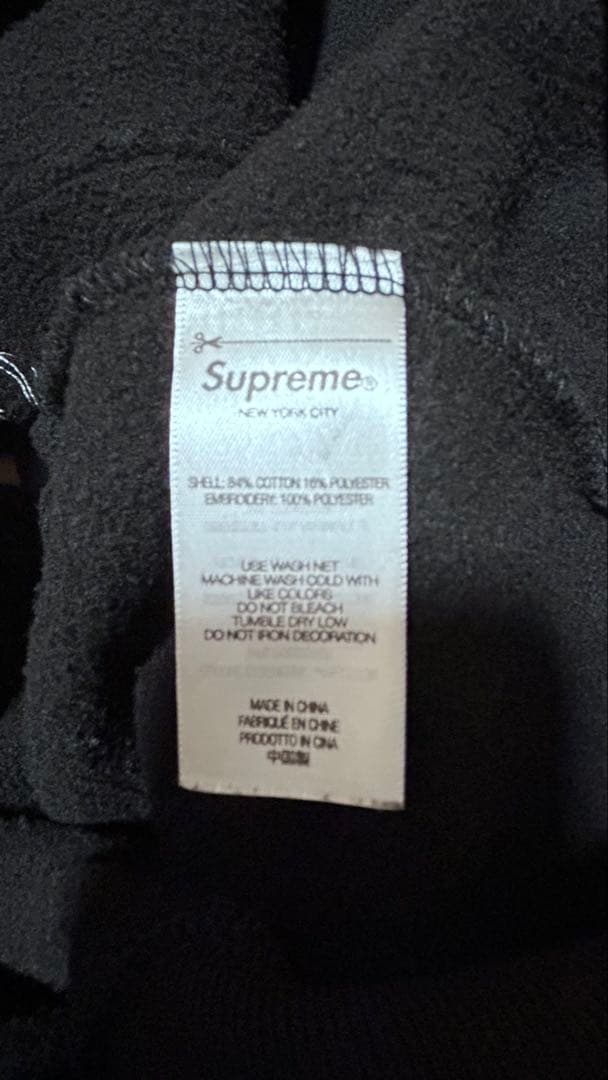 Supreme®
NEW YORK CITY
SHELL: 84% COTTON 16% POLYESTER
EMBROIDERY: 100% POLYESTER
USE WASH NET
MACHINE WASH COLD WITH
LIKE COLORS
DO NOT BLEACH
TUMBLE DRY LOW
DO NOT IRON DECORATION
MADE IN CHINA
FABRIQUÉ EN CHINE
PRODOTTO IN CINA
中国製